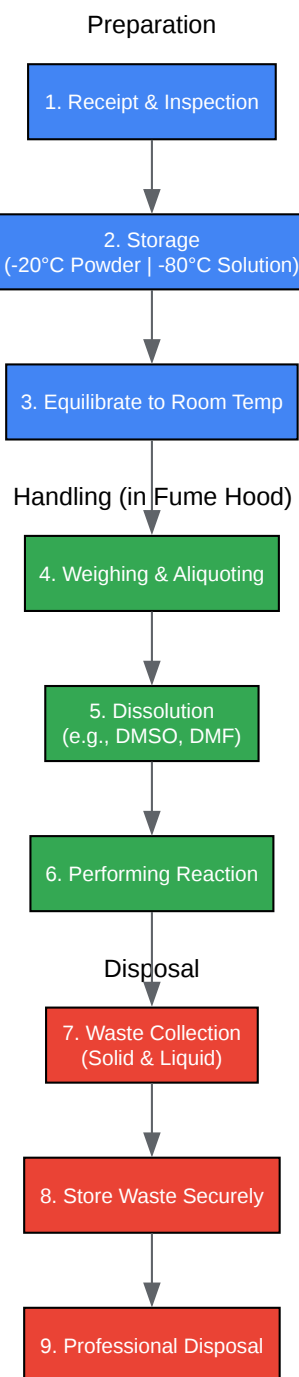 Preparation
1. Receipt & Inspection
2. Storage
(-20°C Powder | -80°C Solution)
3. Equilibrate to Room Temp
Handling (in Fume Hood)
4. Weighing & Aliquoting
5. Dissolution
(e.g., DMSO, DMF)
6. Performing Reaction
Disposal
7. Waste Collection
(Solid & Liquid)
8. Store Waste Securely
9. Professional Disposal